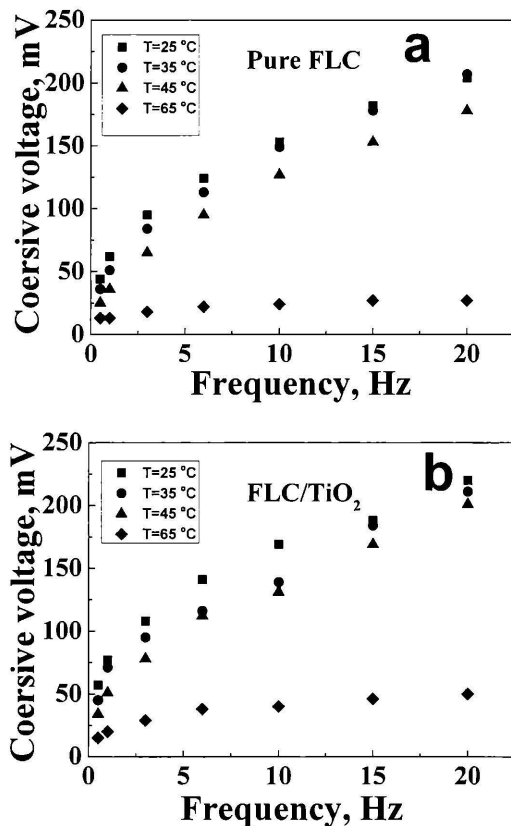 250
200
150
100
50
0
Coersive voltage, mV
T=25 °C
T=35 °C
T=45 °C
T=65 °C
Pure FLC
a
0 5 10 15 20
Frequency, Hz
250
200
150
100
50
0
Coersive voltage, mV
T=25 °C
T=35 °C
T=45 °C
T=65 °C
FLC/TiO₂
b
0 5 10 15 20
Frequency, Hz